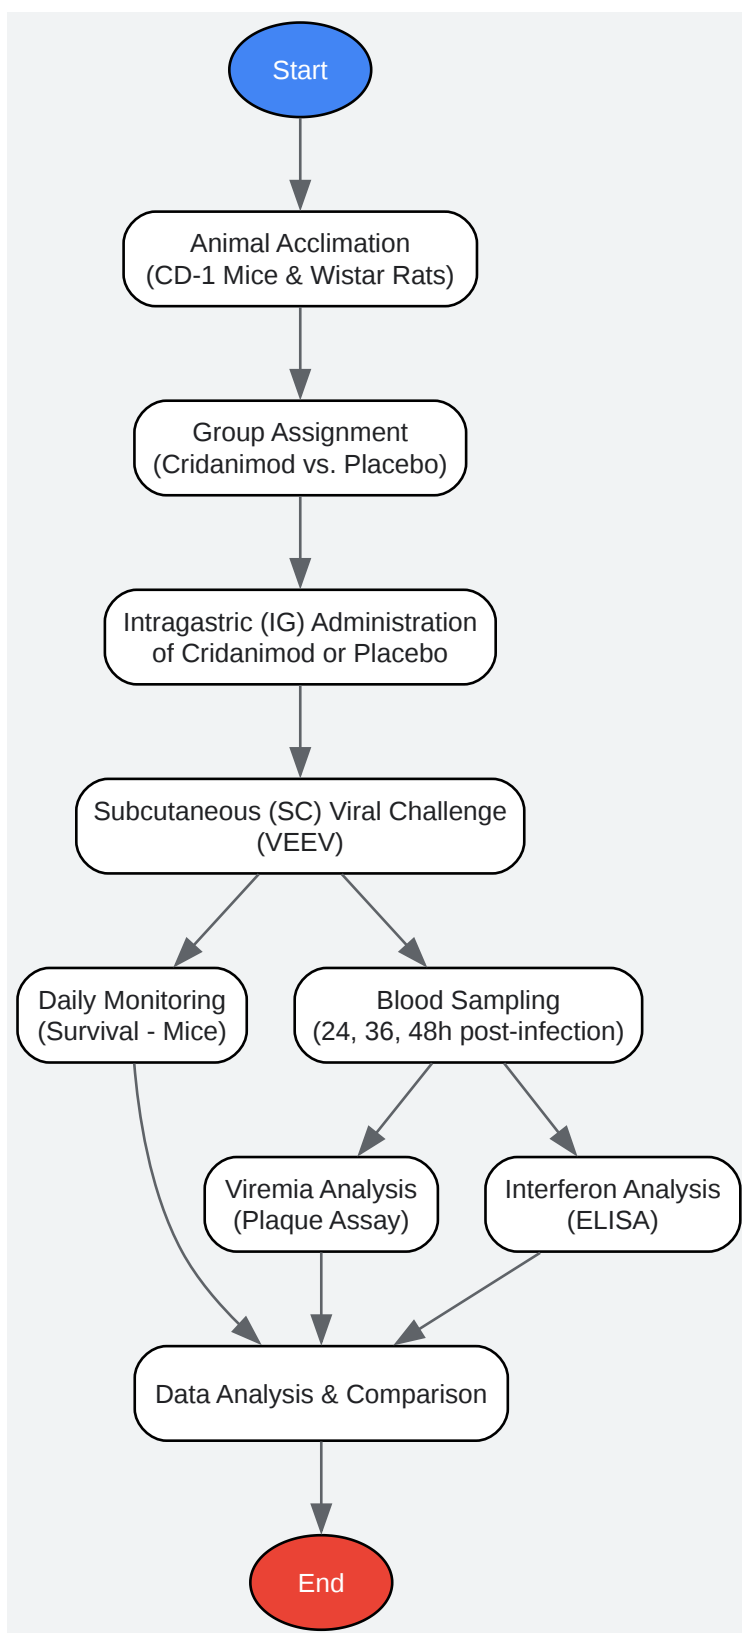 Start
Animal Acclimation
(CD-1 Mice & Wistar Rats)
Group Assignment
(Cridanimod vs. Placebo)
Intragastric (IG) Administration
of Cridanimod or Placebo
Subcutaneous (SC) Viral Challenge
(VEEV)
Daily Monitoring
(Survival - Mice)
Blood Sampling
(24, 36, 48h post-infection)
Viremia Analysis
(Plaque Assay)
Interferon Analysis
(ELISA)
Data Analysis & Comparison
End